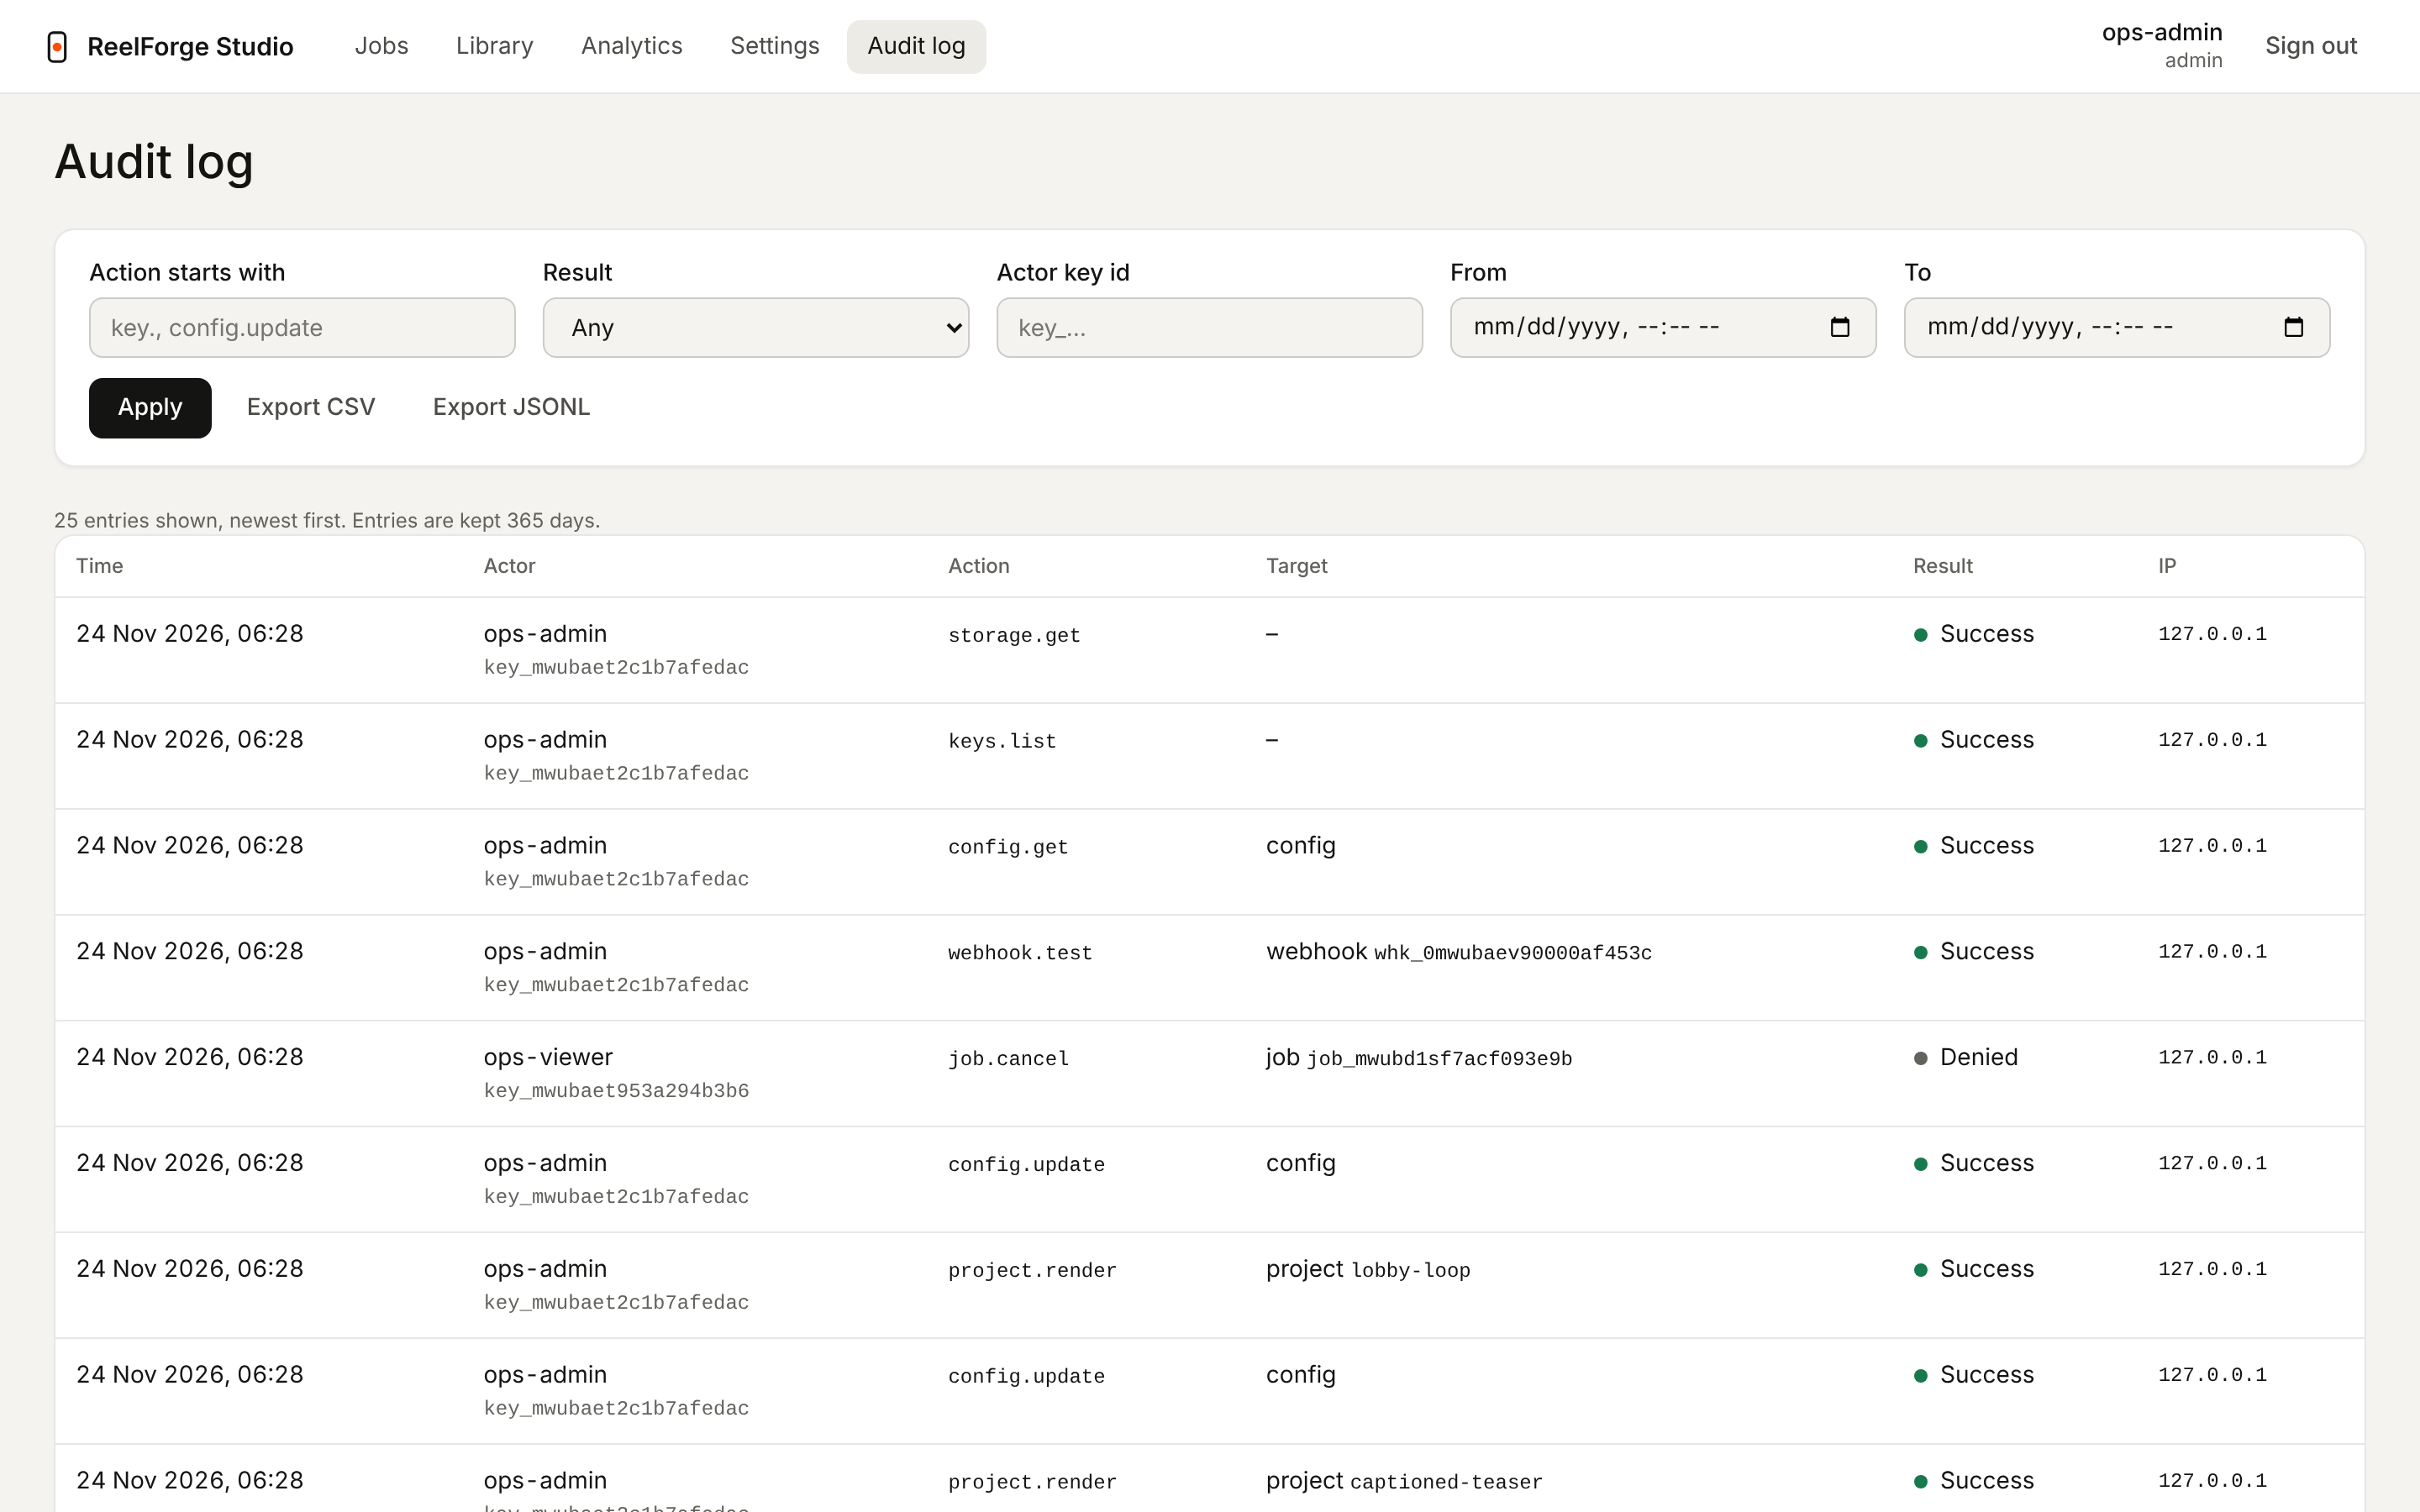 ReelForge Studio Jobs Library Analytics Settings Audit log ops-admin Sign out
admin
Audit log
Action starts with Result Actor key id From To
key., config.update Any key_... mm/dd/yyyy, --:-- -- mm/dd/yyyy, --:-- --
Apply Export CSV Export JSONL
25 entries shown, newest first. Entries are kept 365 days.
Time Actor Action Target Result IP
24 Nov 2026, 06:28 ops-admin storage.get – Success 127.0.0.1
key_mwubaet2c1b7afedac
24 Nov 2026, 06:28 ops-admin keys.list – Success 127.0.0.1
key_mwubaet2c1b7afedac
24 Nov 2026, 06:28 ops-admin config.get config Success 127.0.0.1
key_mwubaet2c1b7afedac
24 Nov 2026, 06:28 ops-admin webhook.test webhook whk_0mwubaev90000af453c Success 127.0.0.1
key_mwubaet2c1b7afedac
24 Nov 2026, 06:28 ops-viewer job.cancel job job_mwubd1sf7acf093e9b Denied 127.0.0.1
key_mwubaet953a294b3b6
24 Nov 2026, 06:28 ops-admin config.update config Success 127.0.0.1
key_mwubaet2c1b7afedac
24 Nov 2026, 06:28 ops-admin project.render project lobby-loop Success 127.0.0.1
key_mwubaet2c1b7afedac
24 Nov 2026, 06:28 ops-admin config.update config Success 127.0.0.1
key_mwubaet2c1b7afedac
24 Nov 2026, 06:28 ops-admin project.render project captioned-teaser Success 127.0.0.1